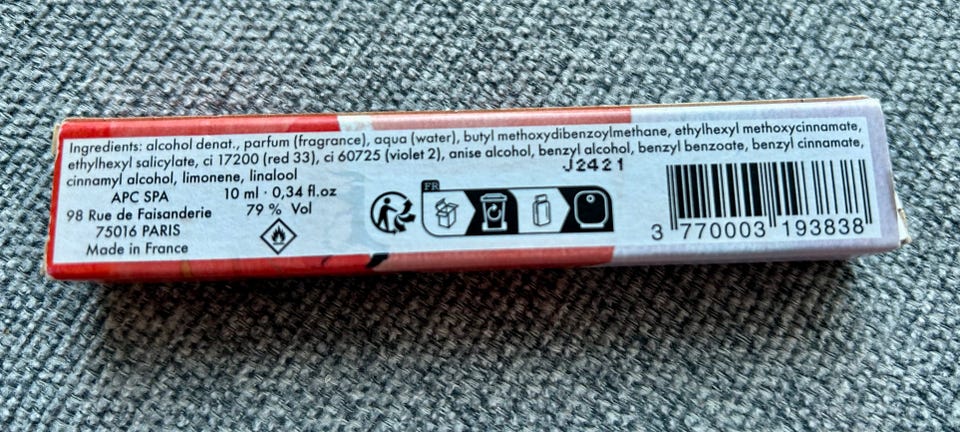 Ingredients: alcohol denat., parfum (fragrance), aqua (water), butyl methoxydibenzoylmethane, ethylhexyl methoxycinnamate,
ethylhexyl salicylate, ci 17200 (red 33), ci 60725 (violet 2), anise alcohol, benzyl alcohol, benzyl benzoate, benzyl cinnamate,
cinnamyl alcohol, limonene, linalool
J2421
APC SPA
98 Rue de Faisanderie
75016 PARIS
Made in France
10 ml · 0,34 fl.oz
79 % Vol
FR
3 770003 193838